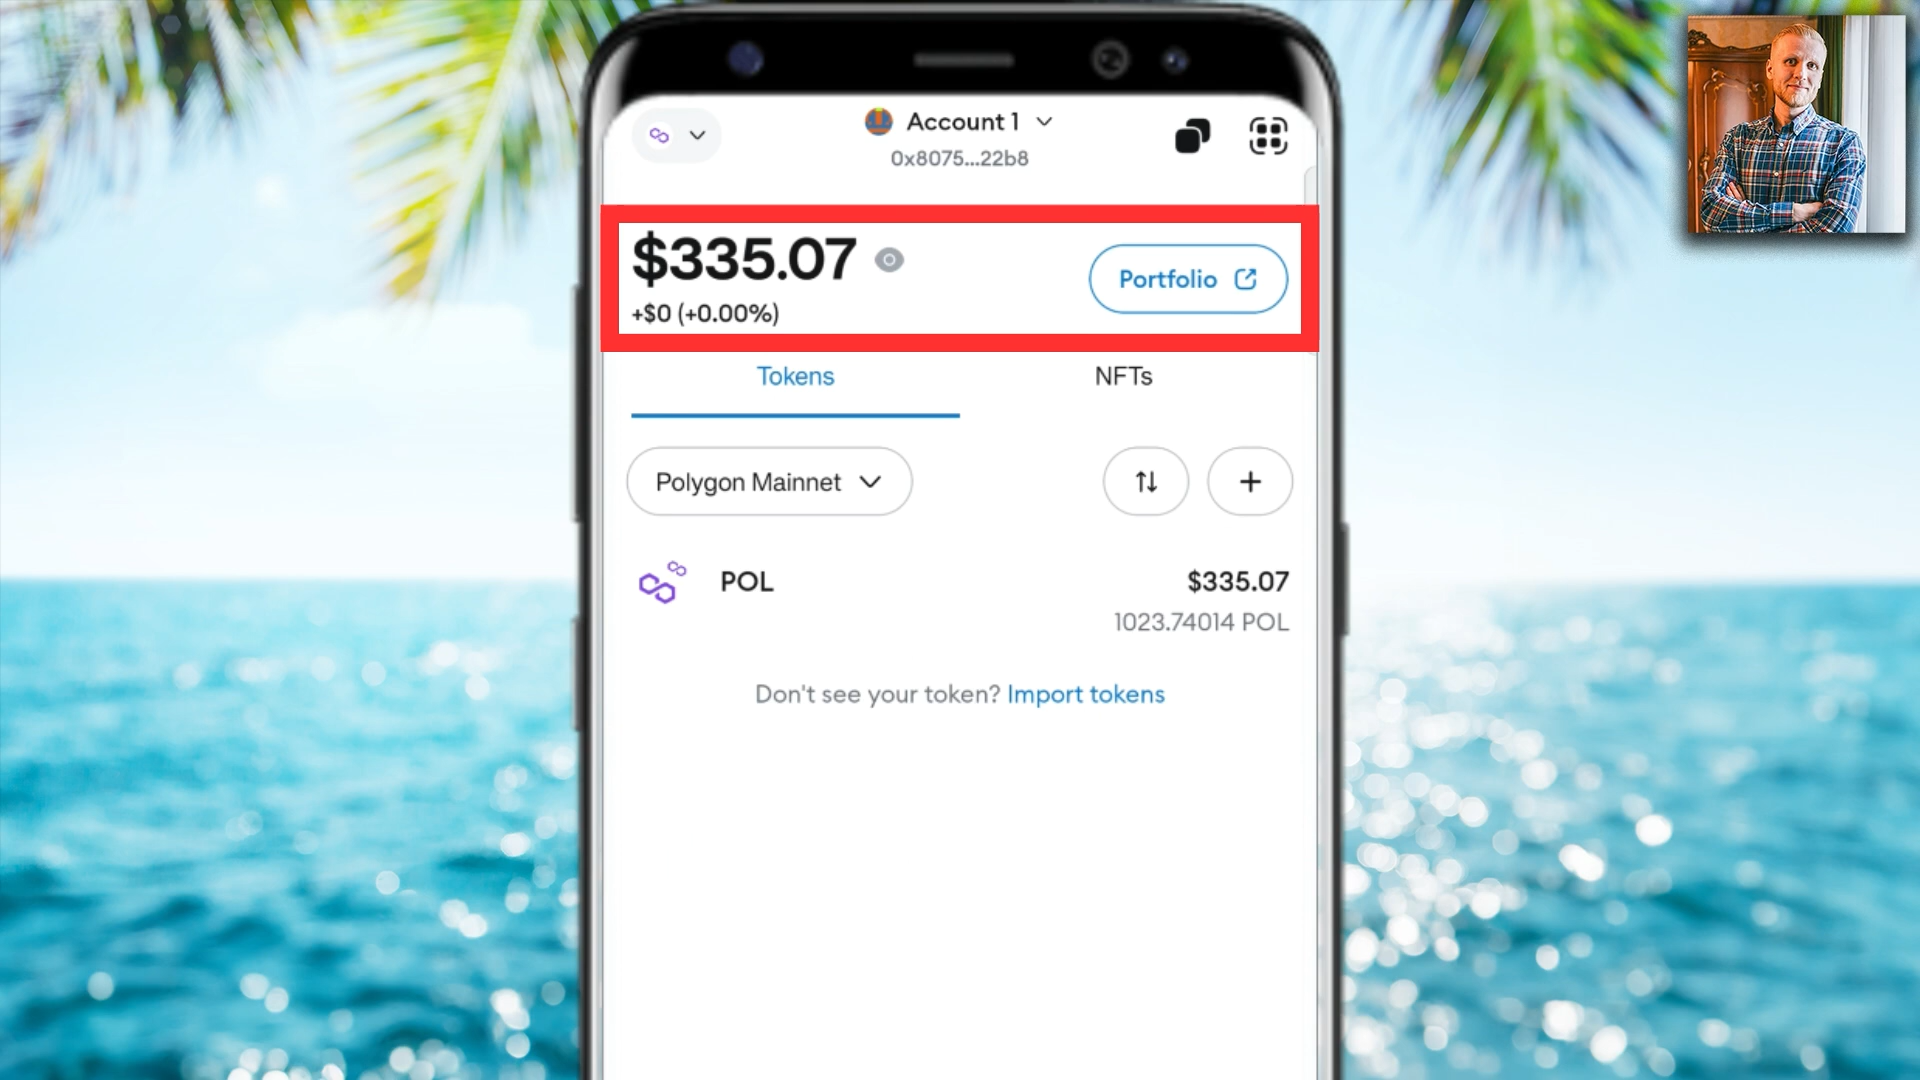 Account 1
0x8075...22b8
$335.07
+$0 (+0.00%)
Portfolio
Tokens
NFTs
Polygon Mainnet
POL
$335.07
1023.74014 POL
Don't see your token? Import tokens